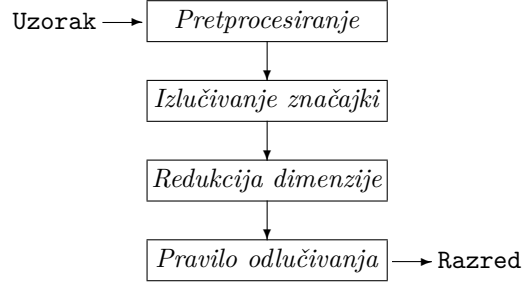 Uzorak Pretprocesiranje
Izlučivanje značajki
Redukcija dimenzije
Pravilo odlučivanja Razred